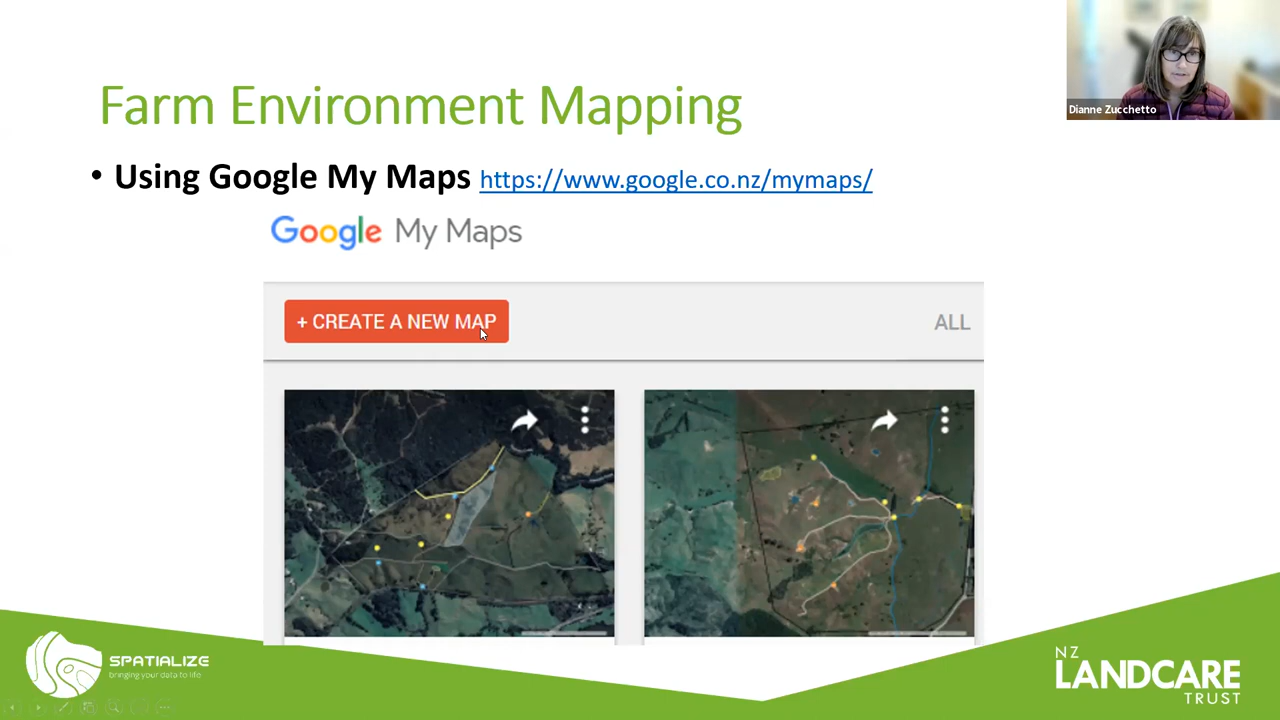 Dianne Zucchetto
Farm Environment Mapping
• Using Google My Maps https://www.google.co.nz/mymaps/
Google My Maps
+ CREATE A NEW MAP
ALL
SPATIALIZE
bringing your data to life
NZ
LANDCARE
TRUST